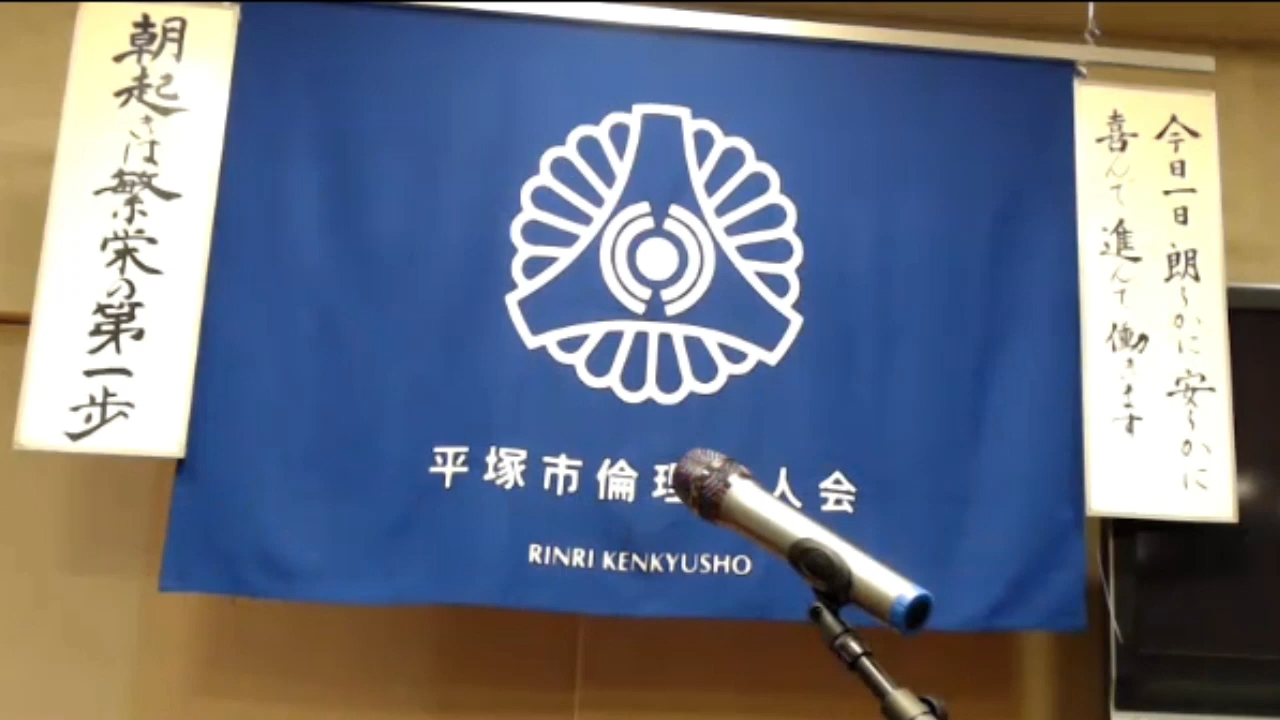 朝起きは繁栄の第一歩
平塚市倫理 人会
RINRI KENKYUSHO
今日一日 朗らかに 安らかに
喜んで 進んで 働きます